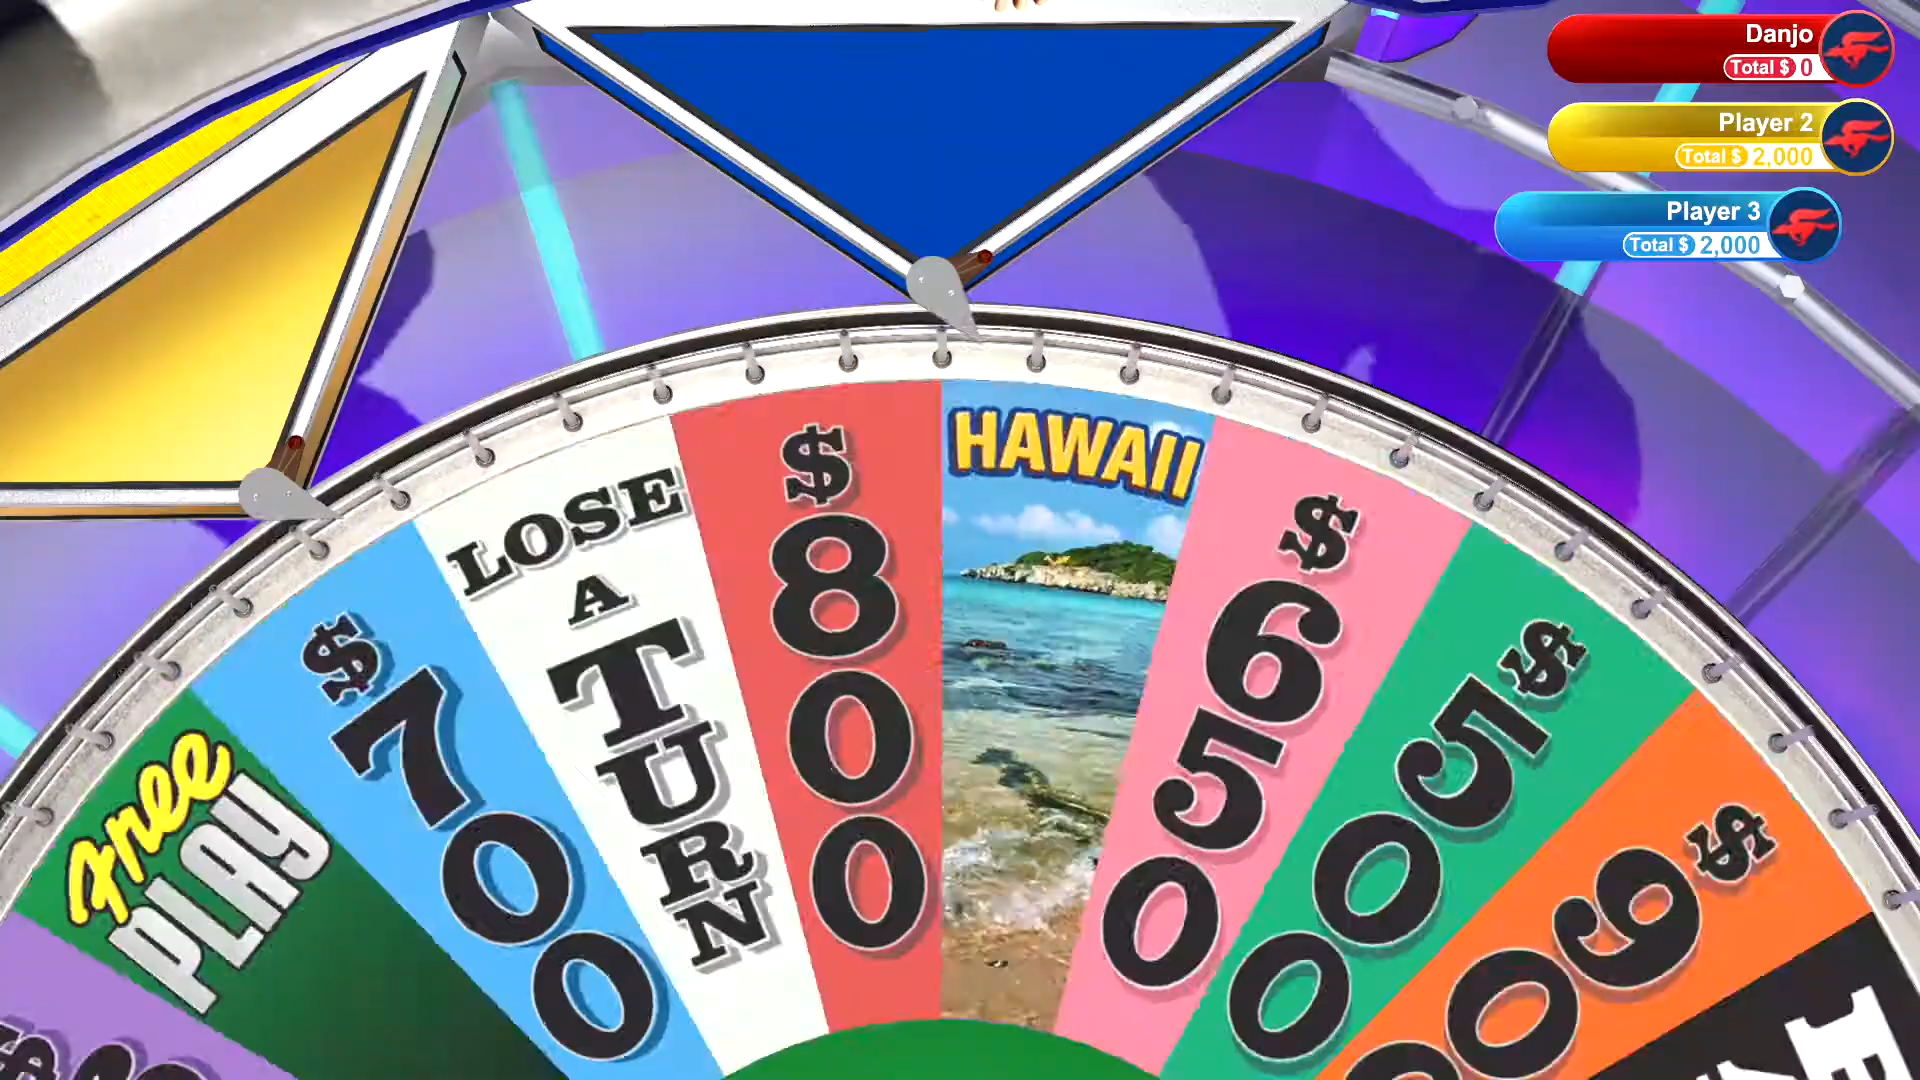 Danjo
Total $ 0
Player 2
Total $ 2,000
Player 3
Total $ 2,000
Free
PLAY
$700
LOSE
A
TURN
$800
HAWAII
$650
$500
$900